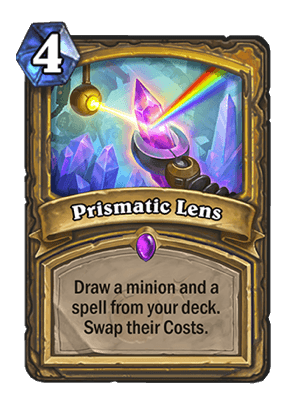 4
Prismatic Lens
Draw a minion and a
spell from your deck.
Swap their Costs.